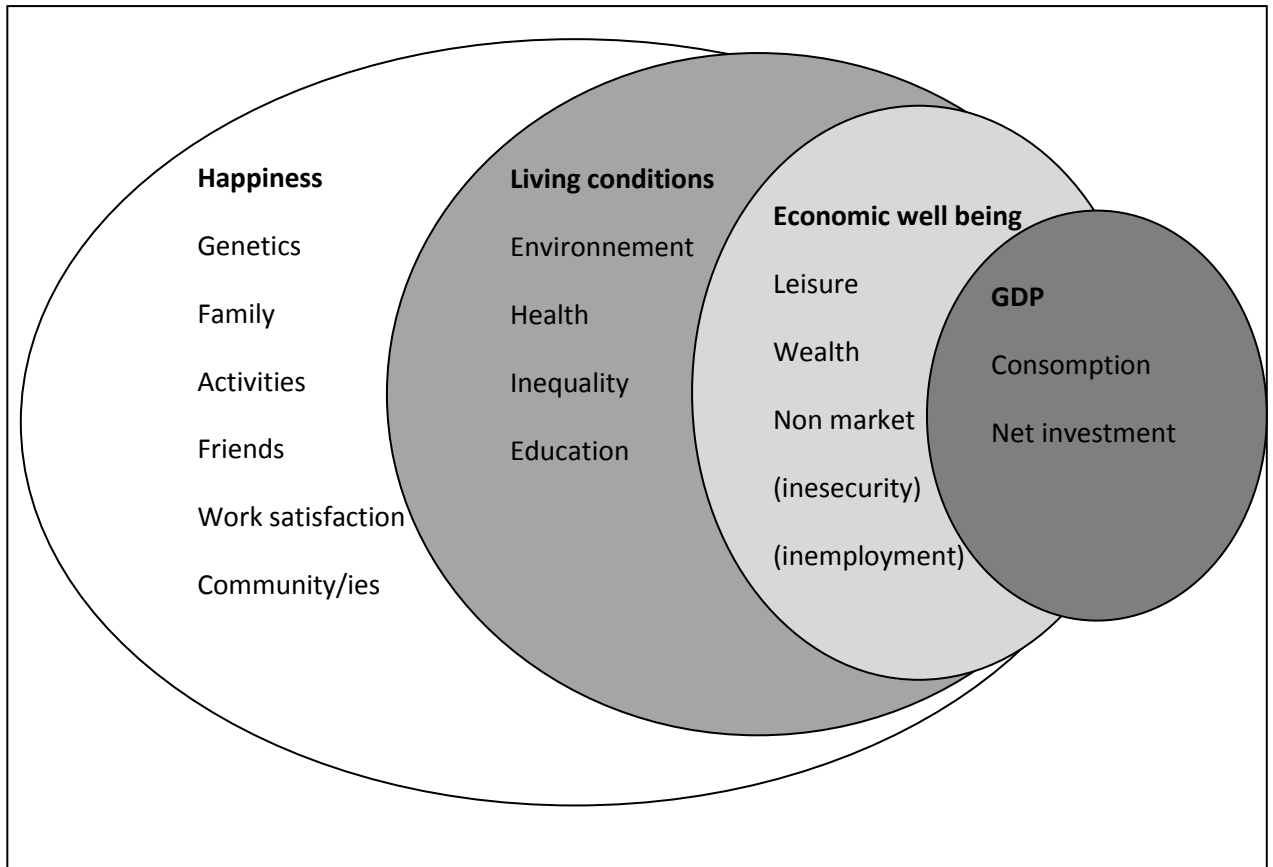 Happiness
Genetics
Family
Activities
Friends
Work satisfaction
Community/ies
Living conditions
Environnement
Health
Inequality
Education
Economic well being
Leisure
Wealth
Non market
(inesecurity)
(inemployment)
GDP
Consomption
Net investment